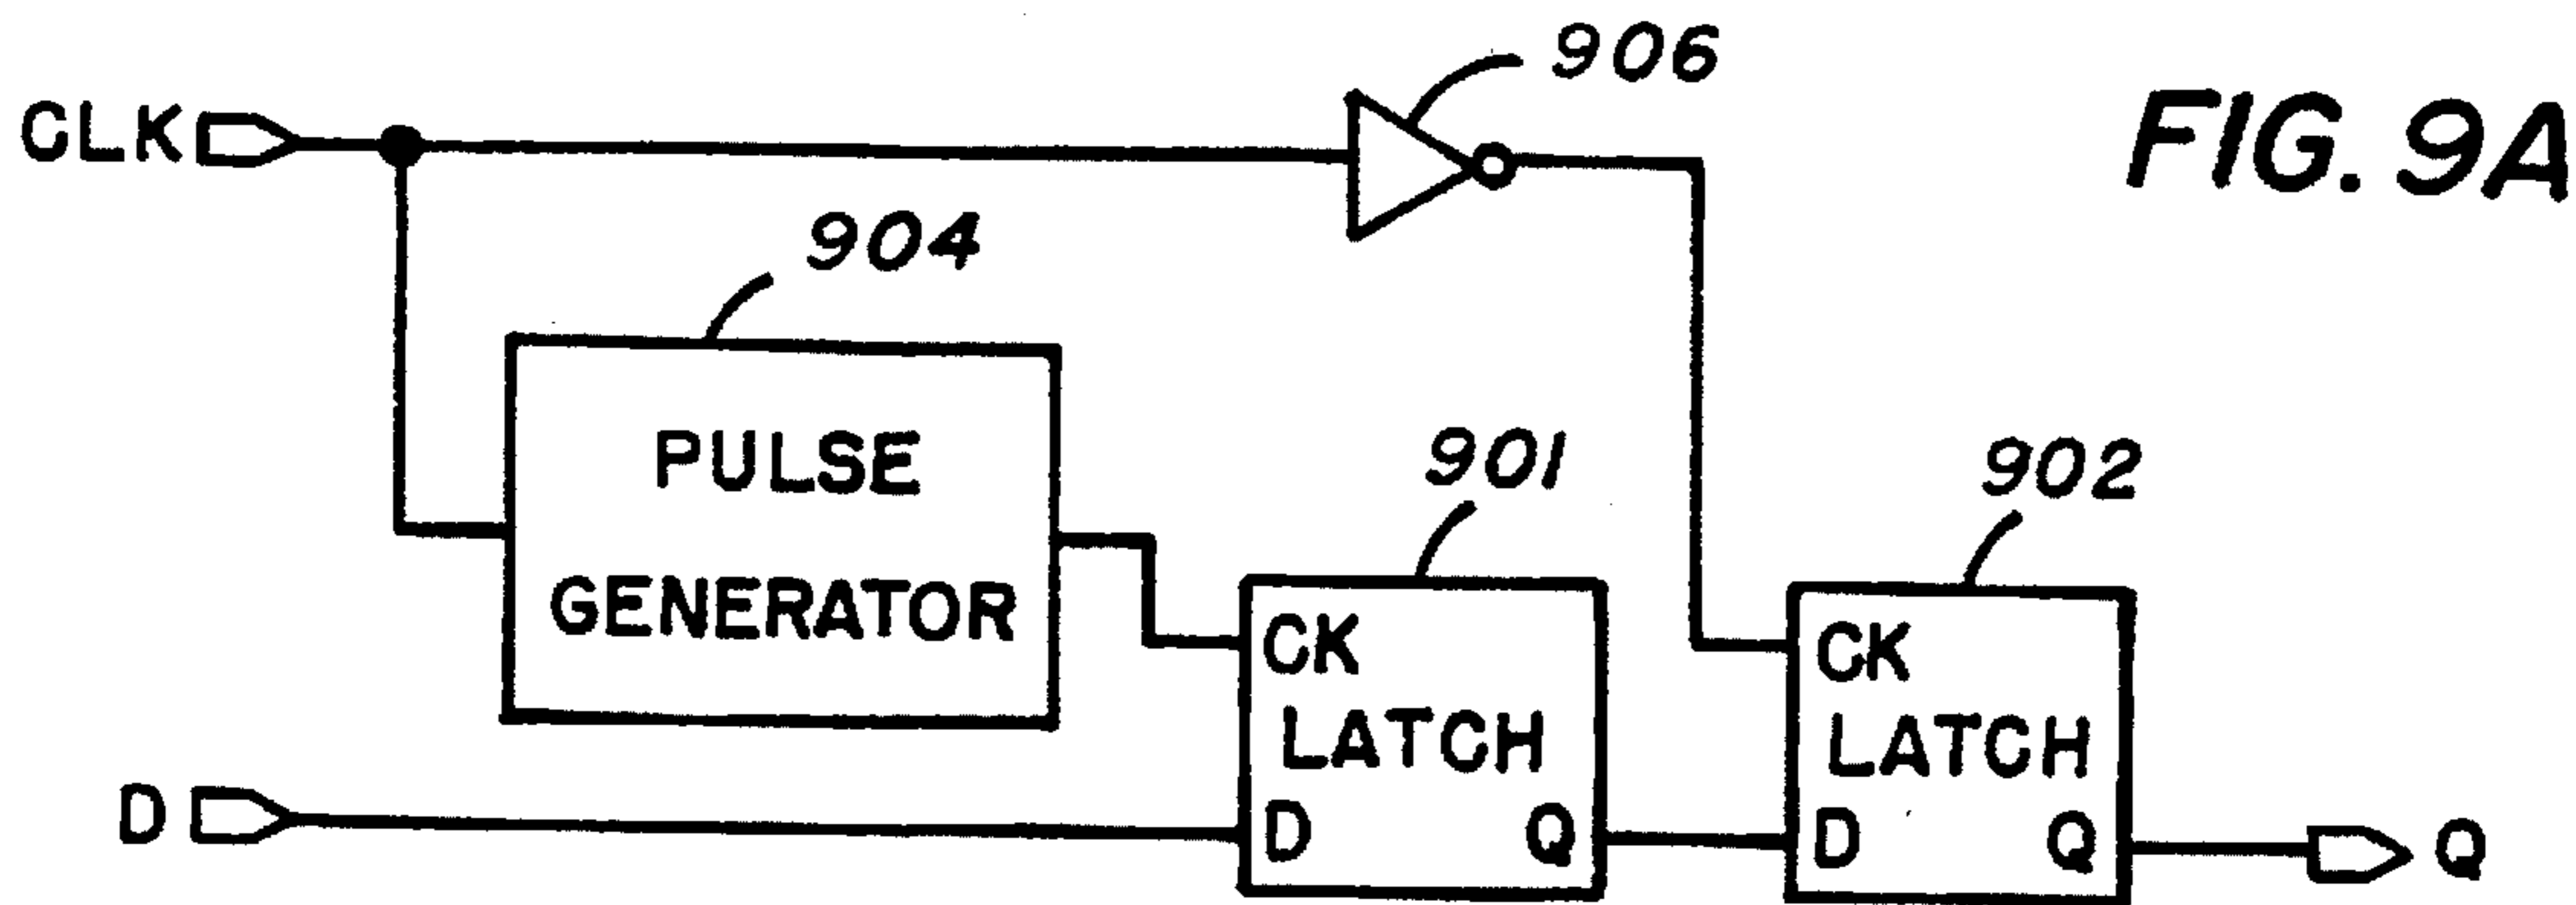 906
CLK
FIG. 9A
904
PULSE
GENERATOR
901
902
CK
LATCH
D Q
CK
LATCH
D Q
D
Q